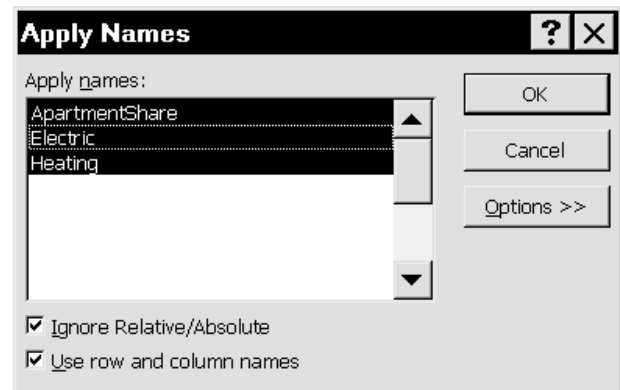 Apply Names
Apply names:
ApartmentShare
Electric
Heating
Ignore Relative/Absolute
Use row and column names
?
OK
Cancel
Options >>